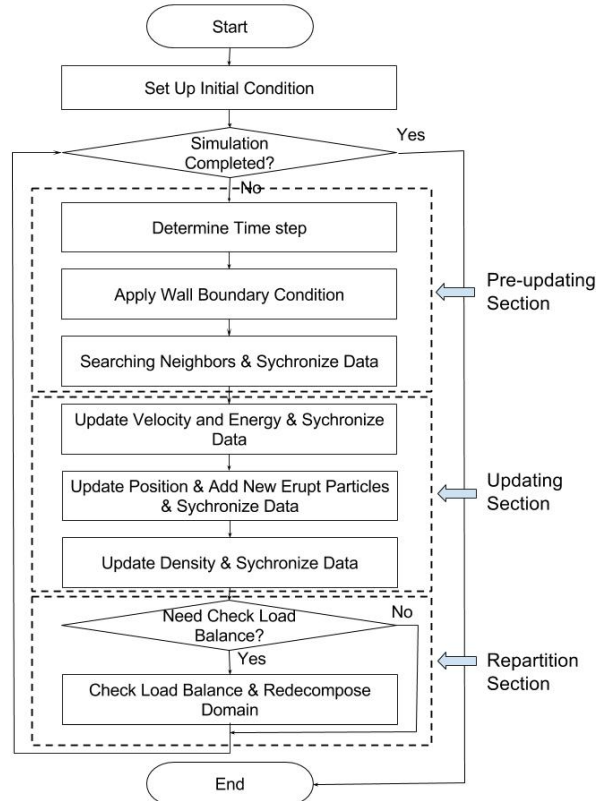 Start
Set Up Initial Condition
Simulation
Completed?
Yes
No
Determine Time step
Apply Wall Boundary Condition
Searching Neighbors & Sychronize Data
Pre-updating
Section
Update Velocity and Energy & Sychronize
Data
Update Position & Add New Erupt Particles
& Sychronize Data
Update Density & Sychronize Data
Updating
Section
Need Check Load
Balance?
No
Yes
Check Load Balance & Redecompose
Domain
Repartition
Section
End